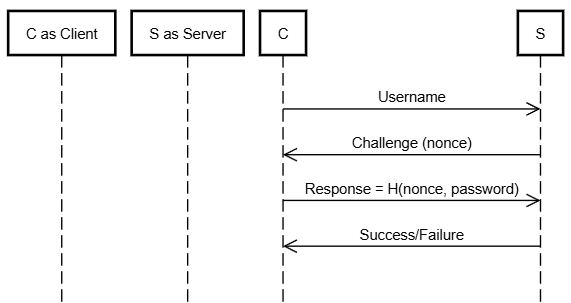 C as Client
S as Server
C
S
Username
Challenge (nonce)
Response = H(nonce, password)
Success/Failure